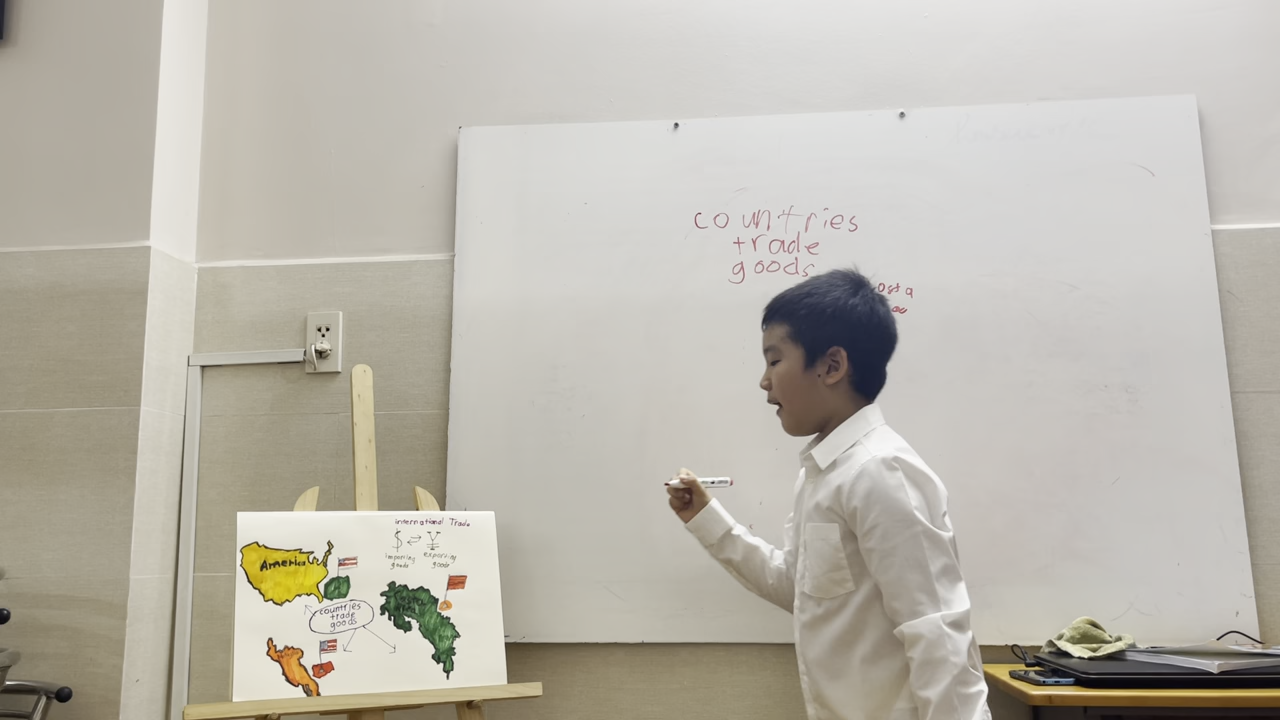 countries
trade
goods
international Trade
$ ⇄ ¥
importing exporting
goods goods
America
countries
trade
goods